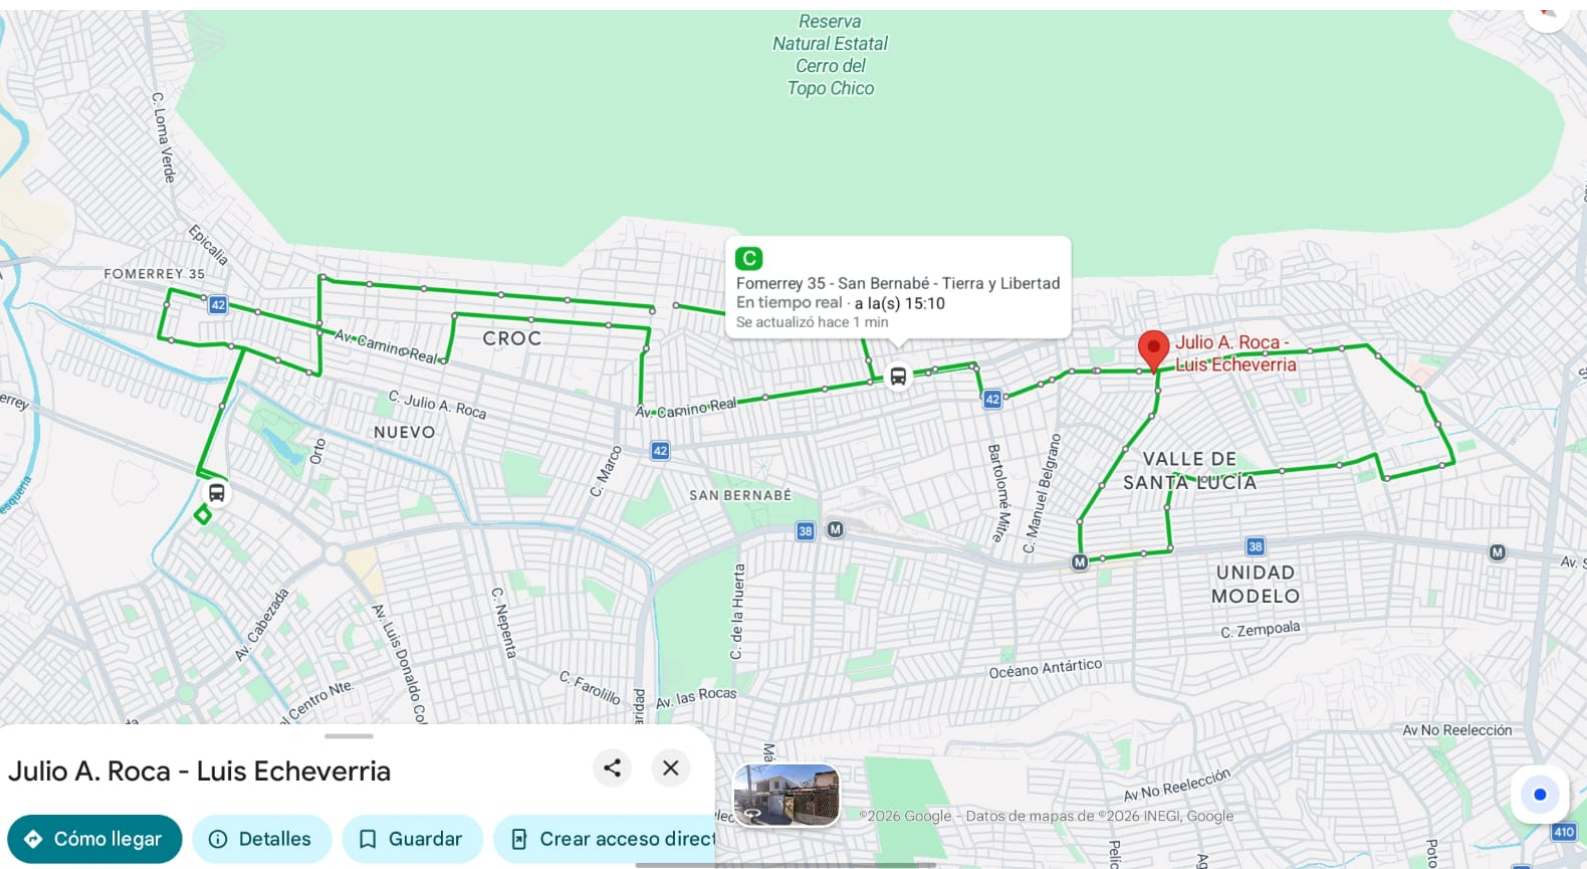 Reserva
Natural Estatal
Cerro del
Topo Chico
C. Loma Verde
Epicalia
FOMERREY 35
42
C
Fomerrey 35 - San Bernabé - Tierra y Libertad
En tiempo real · a la(s) 15:10
Se actualizó hace 1 min
Av. Camino Real
CROC
Julio A. Roca -
Luis Echeverria
42
Av. Camino Real
C. Julio A. Roca
NUEVO
Orto
42
C. Marco
SAN BERNABÉ
Bartolomé Mitre
C. Manuel Belgrano
VALLE DE
SANTA LUCÍA
38
M
M
38
M
UNIDAD
MODELO
C. Zempoala
Av. Cabezada
Av. Luis Donaldo Col
C. Nepenta
C. de la Huerta
Océano Antártico
C. Farolillo
Av. las Rocas
Av No Reelección
Av No Reelección
Julio A. Roca - Luis Echeverria
Cómo llegar
Detalles
Guardar
Crear acceso direct
©2026 Google - Datos de mapas de ©2026 INEGI, Google
410